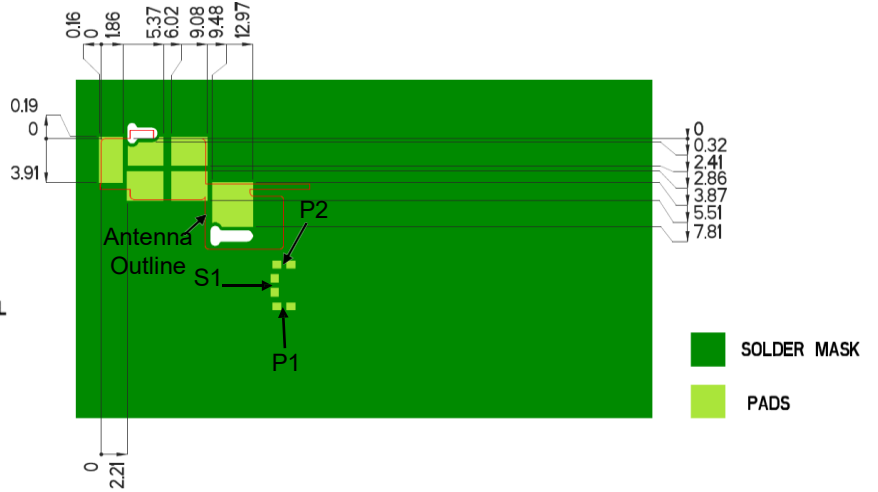 0.16
0
1.86
5.37
6.02
9.08
9.48
12.97
0.19
0
3.91
0
0.32
2.41
2.86
3.87
5.51
7.81
P2
Antenna
Outline
S1
P1
SOLDER MASK
PADS
0
2.21